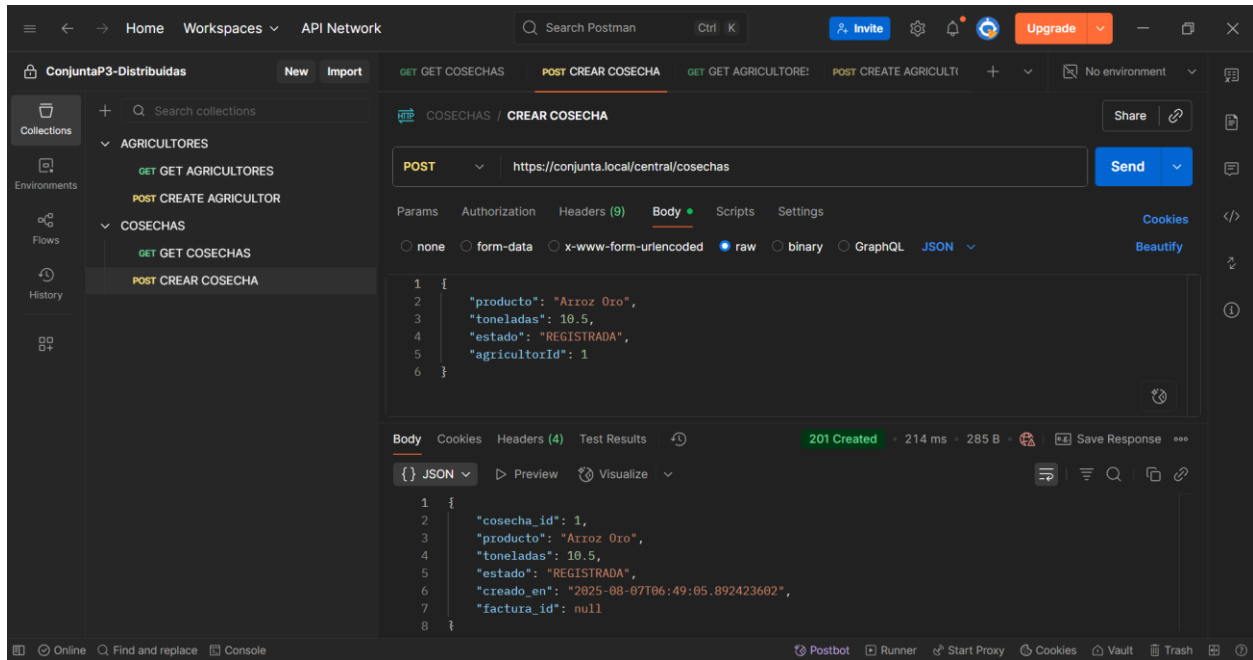 Home Workspaces API Network Search Postman Ctrl K Invite Upgrade
ConjuntaP3-Distribuidas New Import
GET GET COSECHAS POST CREAR COSECHA GET GET AGRICULTORE: POST CREATE AGRICULT( No environment
Collections
Environments
Flows
History
Search collections
AGRICULTORES
GET GET AGRICULTORES
POST CREATE AGRICULTOR
COSECHAS
GET GET COSECHAS
POST CREAR COSECHA
HTTP COSECHAS / CREAR COSECHA Share
POST https://conjunta.local/central/cosechas Send
Params Authorization Headers (9) Body Scripts Settings Cookies
none form-data x-www-form-urlencoded raw binary GraphQL JSON Beautify
1 {
2 "producto": "Arroz Oro",
3 "toneladas": 10.5,
4 "estado": "REGISTRADA",
5 "agricultorId": 1
6 }
Body Cookies Headers (4) Test Results 201 Created 214 ms 285 B e.g. Save Response
{} JSON Preview Visualize
1 {
2 "cosecha_id": 1,
3 "producto": "Arroz Oro",
4 "toneladas": 10.5,
5 "estado": "REGISTRADA",
6 "creado_en": "2025-08-07T06:49:05.892423602",
7 "factura_id": null
8 }
Online Find and replace Console Postbot Runner Start Proxy Cookies Vault Trash